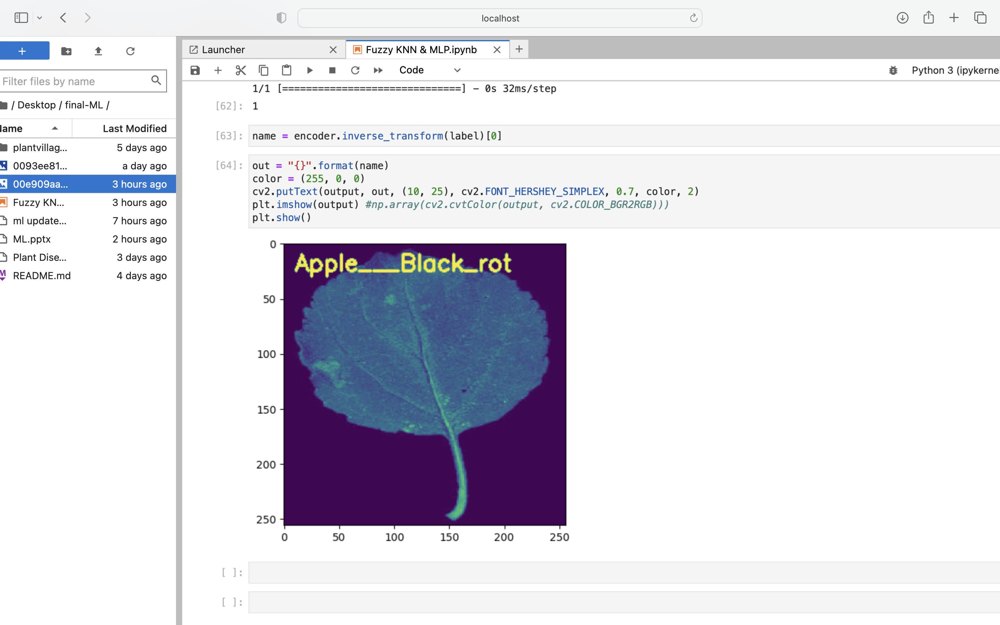 localhost
Launcher
Fuzzy KNN & MLP.ipynb
Filter files by name
Code
Python 3 (ipykerne
/ Desktop / final-ML /
Name
Last Modified
plantvillag... 5 days ago
0093ee81... a day ago
00e909aa... 3 hours ago
Fuzzy KN... 3 hours ago
ml update... 7 hours ago
ML.pptx 2 hours ago
Plant Dise... 3 days ago
README.md 4 days ago
1/1 [==============================] – 0s 32ms/step
[62]: 1
[63]: name = encoder.inverse_transform(label)[0]
[64]: out = "{}".format(name)
color = (255, 0, 0)
cv2.putText(output, out, (10, 25), cv2.FONT_HERSHEY_SIMPLEX, 0.7, color, 2)
plt.imshow(output) #np.array(cv2.cvtColor(output, cv2.COLOR_BGR2RGB)))
plt.show()
Apple___Black_rot
0
50
100
150
200
250
0 50 100 150 200 250
[ ]:
[ ]: